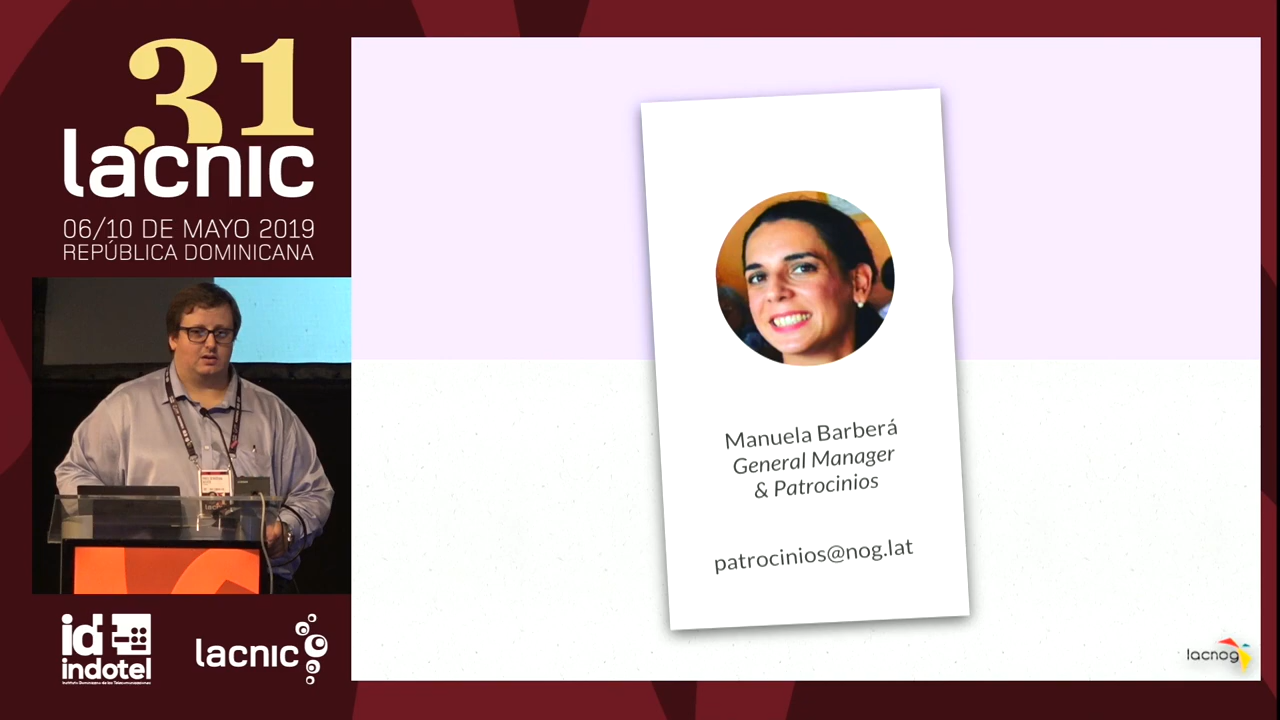 31
lacnic
06/10 DE MAYO 2019
REPÚBLICA DOMINICANA
Manuela Barberá
General Manager
& Patrocinios
patrocinios@nog.lat
indotel
lacnic
lacnog